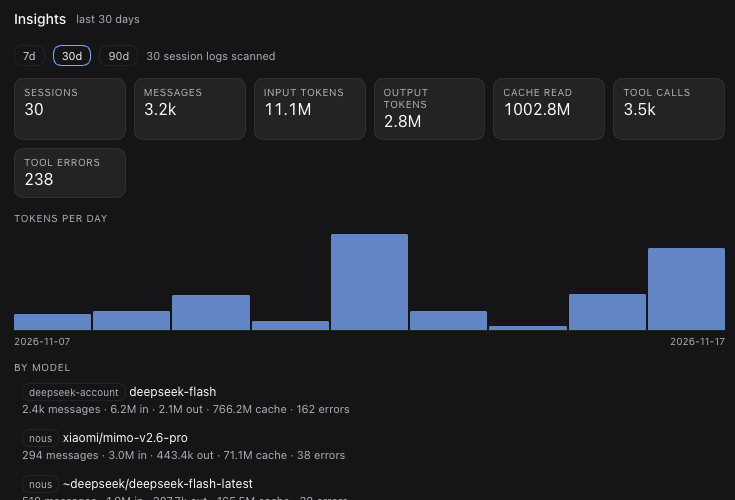 Insights last 30 days
7d 30d 90d 30 session logs scanned
SESSIONS
30
MESSAGES
3.2k
INPUT TOKENS
11.1M
OUTPUT
TOKENS
2.8M
CACHE READ
1002.8M
TOOL CALLS
3.5k
TOOL ERRORS
238
TOKENS PER DAY
2026-11-07 2026-11-17
BY MODEL
deepseek-account deepseek-flash
2.4k messages · 6.2M in · 2.1M out · 766.2M cache · 162 errors
nous xiaomi/mimo-v2.6-pro
294 messages · 3.0M in · 443.4k out · 71.1M cache · 38 errors
nous ~deepseek/deepseek-flash-latest